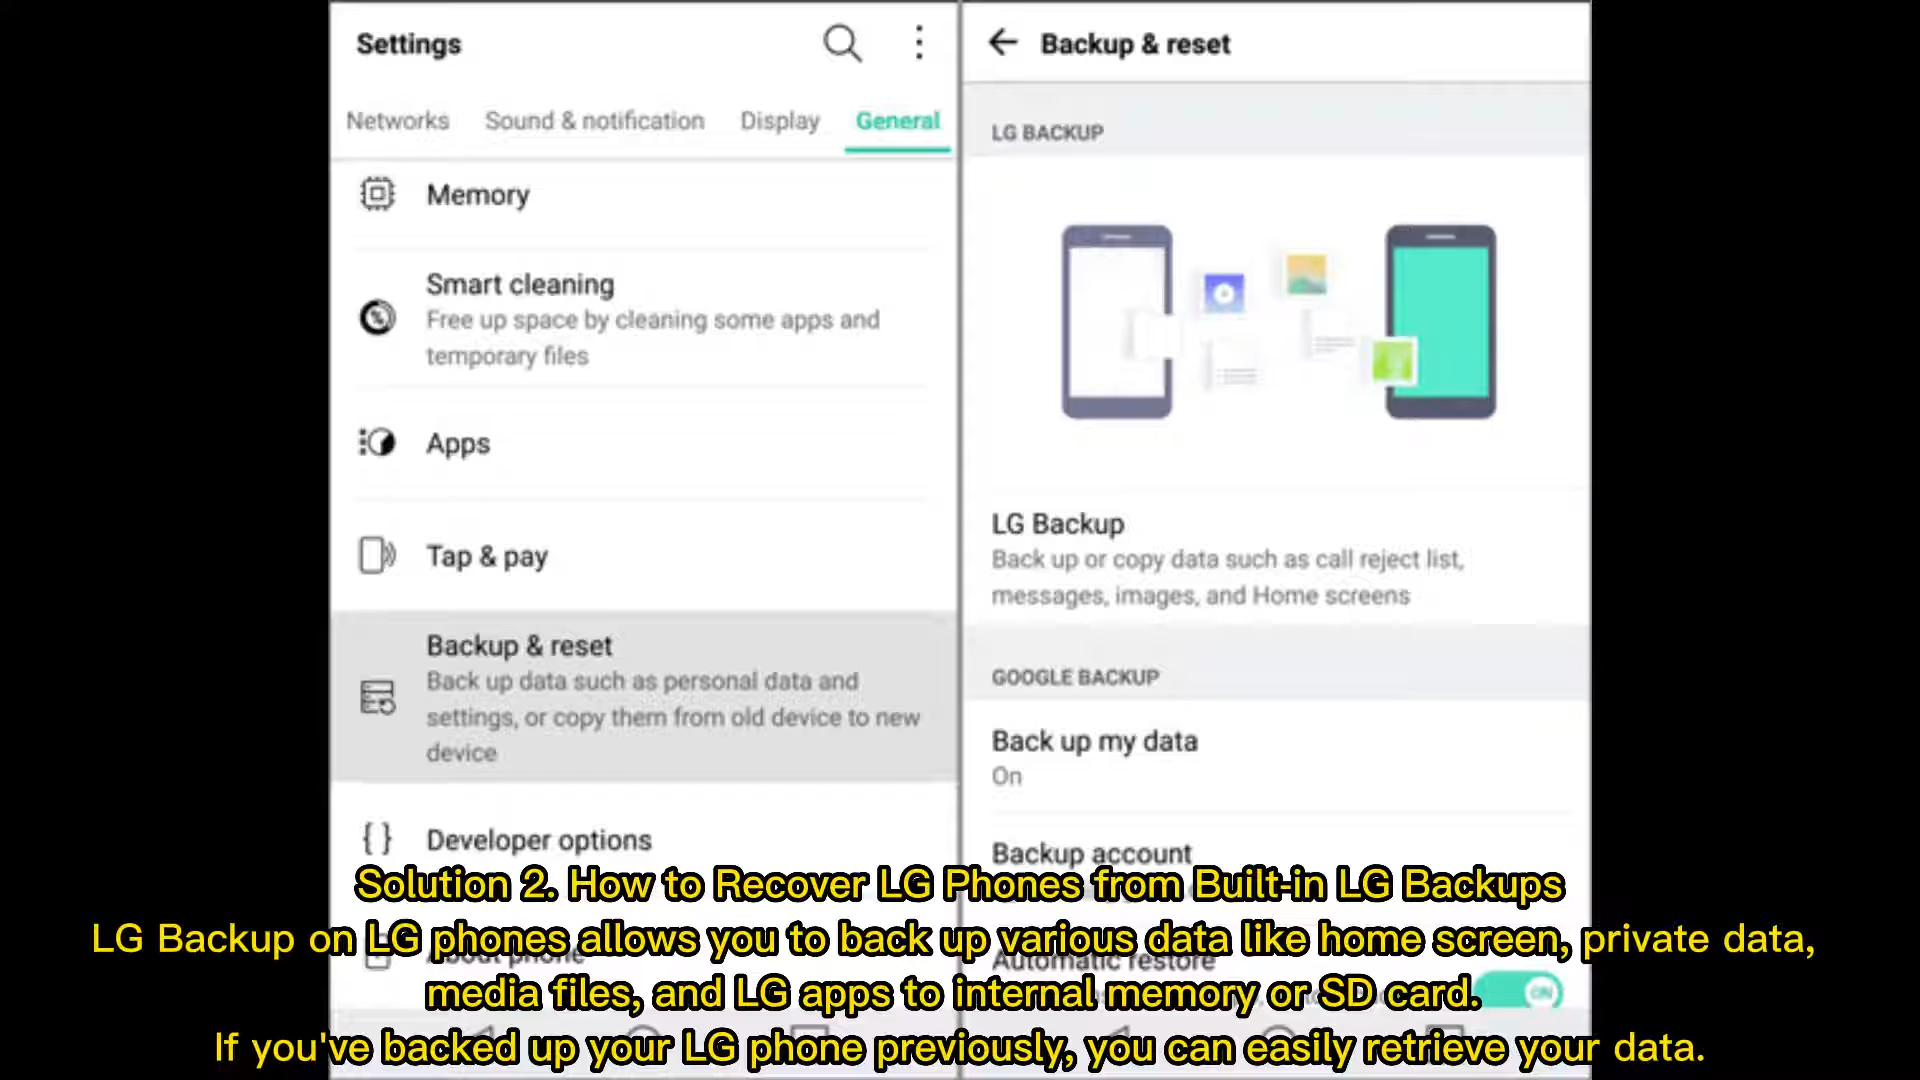 Settings
Networks Sound & notification Display General
Memory
Smart cleaning
Free up space by cleaning some apps and
temporary files
Apps
Tap & pay
Backup & reset
Back up data such as personal data and
settings, or copy them from old device to new
device
Developer options
About phone
Backup & reset
LG BACKUP
LG Backup
Back up or copy data such as call reject list,
messages, images, and Home screens
GOOGLE BACKUP
Back up my data
On
Backup account
Automatic restore
ON
Solution 2. How to Recover LG Phones from Built-in LG Backups
LG Backup on LG phones allows you to back up various data like home screen, private data,
media files, and LG apps to internal memory or SD card.
If you've backed up your LG phone previously, you can easily retrieve your data.